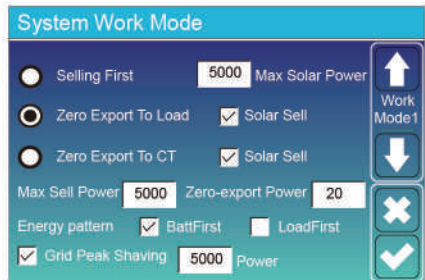 System Work Mode
Selling First 5000 Max Solar Power
Work
Mode1
Zero Export To Load Solar Sell
Zero Export To CT Solar Sell
Max Sell Power 5000 Zero-export Power 20
Energy pattern BattFirst LoadFirst
Grid Peak Shaving 5000 Power